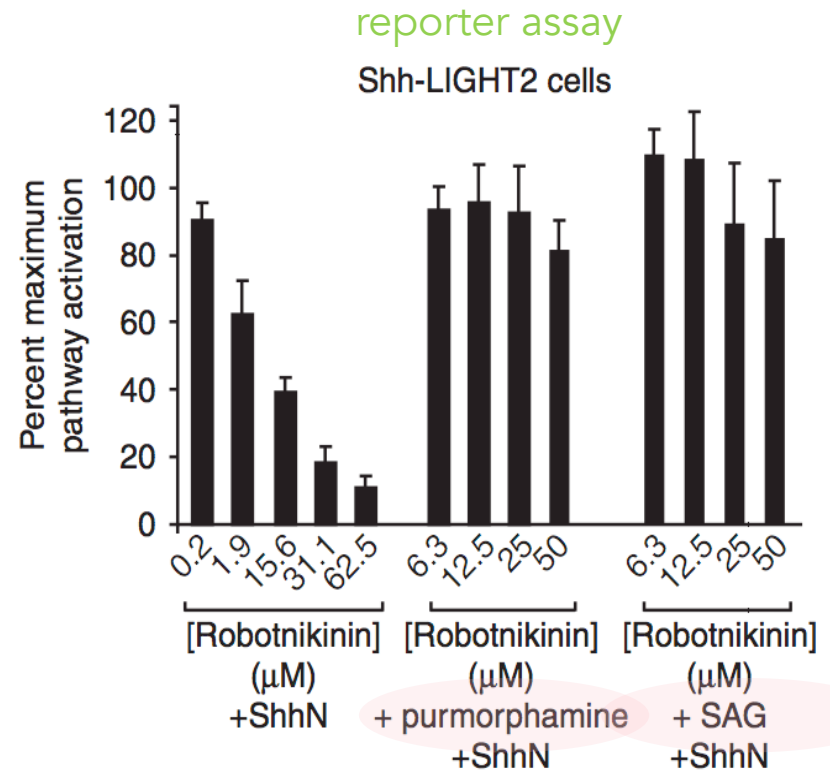 reporter assay
Shh-LIGHT2 cells
Percent maximum
pathway activation
120
100
80
60
40
20
0
0.2 1.9 15.6 31.1 62.5 6.3 12.5 25 50 6.3 12.5 25 50
[Robotnikinin] [Robotnikinin] [Robotnikinin]
(μM) (μM) (μM)
+ShhN + purmorphamine + SAG
+ShhN +ShhN